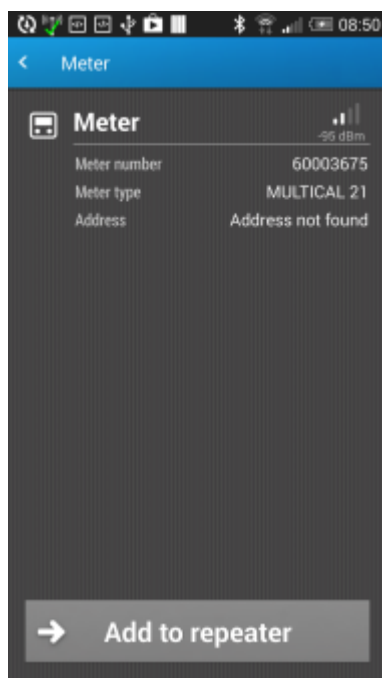 08:50
Meter
Meter
-95 dBm
Meter number 60003675
Meter type MULTICAL 21
Address Address not found
Add to repeater